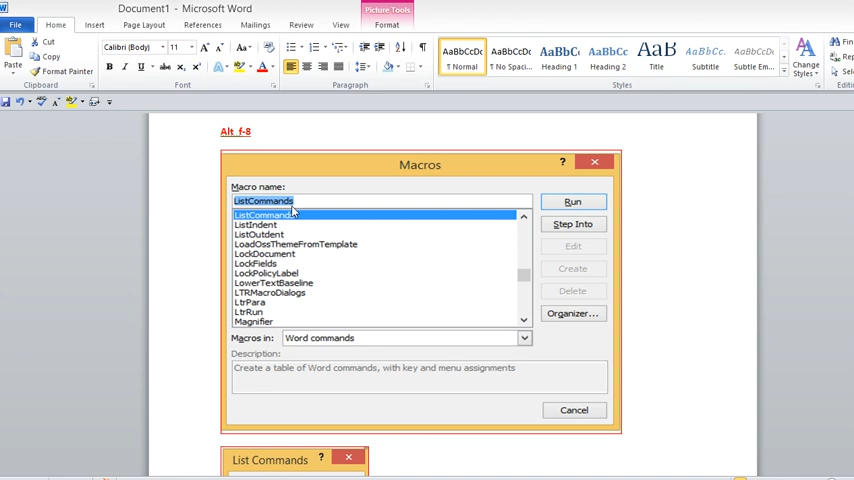 Document1 - Microsoft Word
Picture Tools
File Home Insert Page Layout References Mailings Review View Format
Cut
Copy
Format Painter
Paste
Calibri (Body) 11
AaBbCcDc AaBbCcDc AaBbCc AaBbCc AaB AaBbCc. AaBbCcDc
¶ Normal ¶ No Spaci... Heading 1 Heading 2 Title Subtitle Subtle Em...
Change
Styles
Fin
Rep
Sele
Clipboard Font Paragraph Styles
Alt f-8
Macros
Macro name:
ListCommands
ListCommands
ListIndent
ListOutdent
LoadOssThemeFromTemplate
LockDocument
LockFields
LockPolicyLabel
LowerTextBaseline
LTRMacroDialogs
LtrPara
LtrRun
Magnifier
Run
Step Into
Edit
Create
Delete
Organizer...
Macros in: Word commands
Description:
Create a table of Word commands, with key and menu assignments
Cancel
List Commands